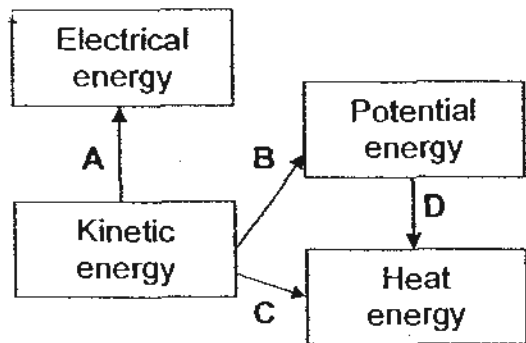 Electrical
energy
A
B
Potential
energy
D
Kinetic
energy
C
Heat
energy